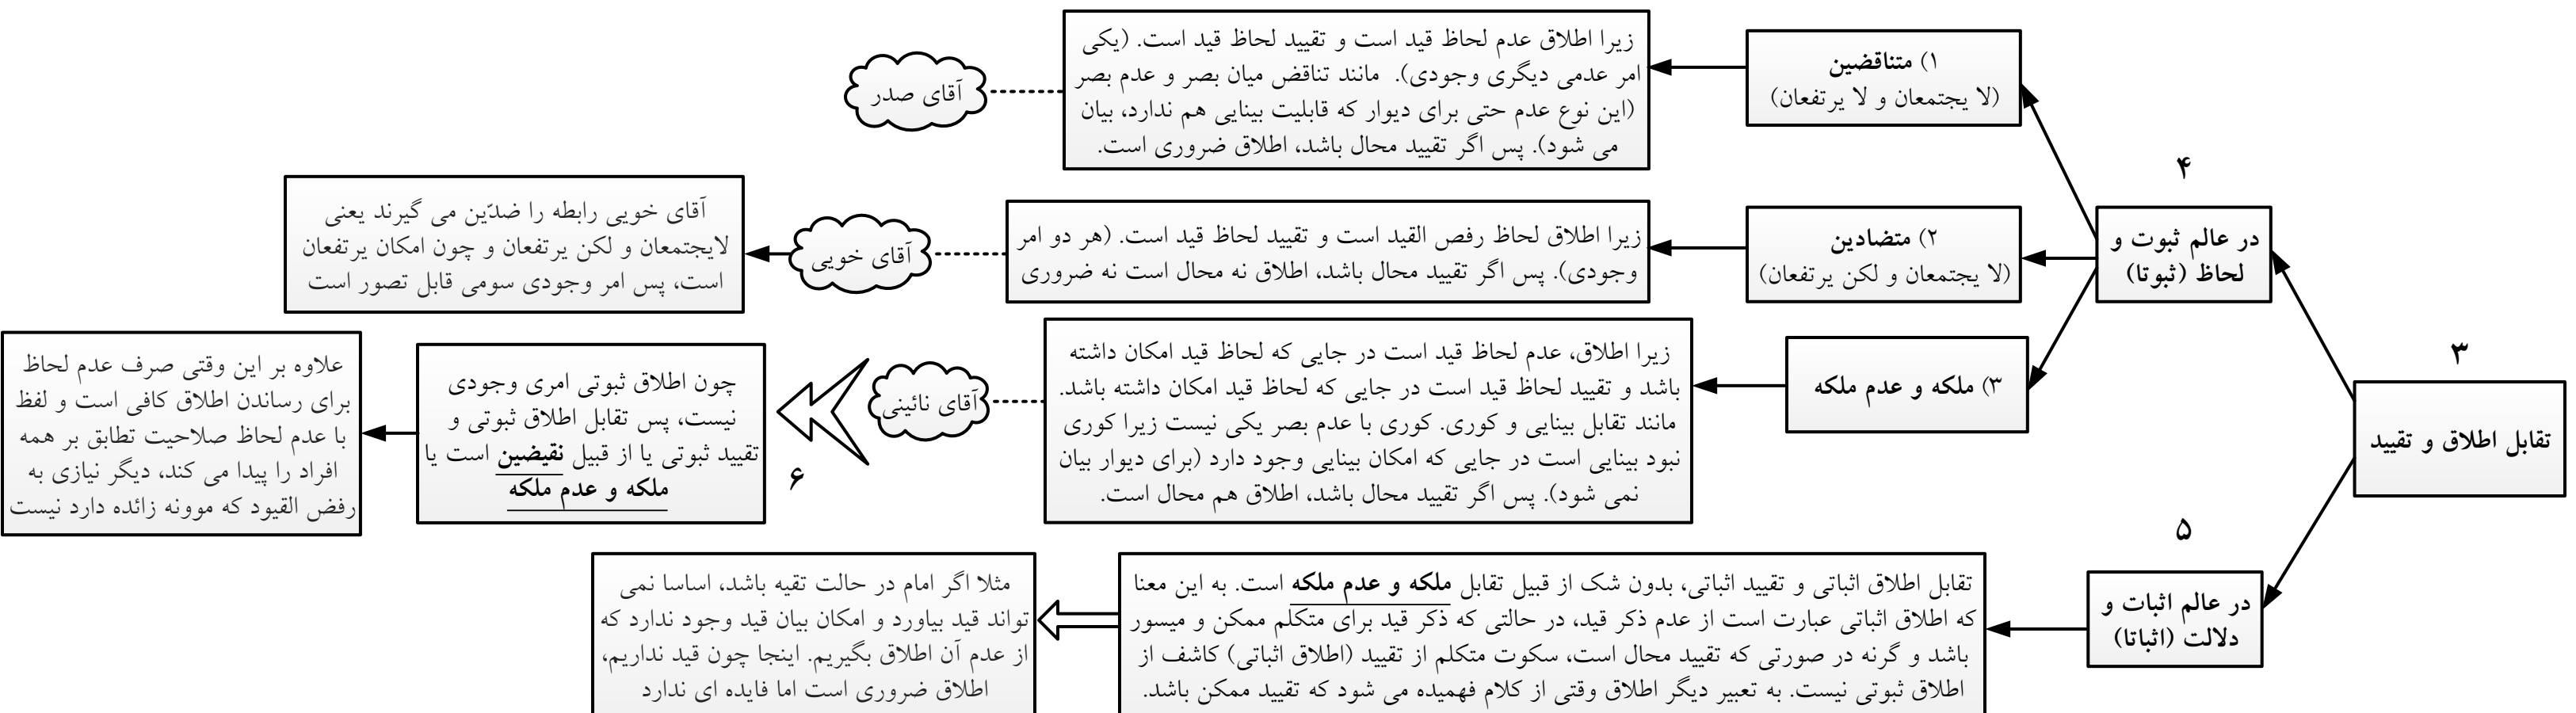 ۳
تقابل اطلاق و تقیید
۴
در عالم ثبوت و
لحاظ (ثبوتا)
۱) متناقضین
(لا یجتمعان و لا یرتفعان)
زیرا اطلاق عدم لحاظ قید است و تقیید لحاظ قید است. (یکی
امر عدمی دیگری وجودی). مانند تناقض میان بصر و عدم بصر
(این نوع عدم حتی برای دیوار که قابلیت بینایی هم ندارد، بیان
می شود). پس اگر تقیید محال باشد، اطلاق ضروری است.
آقای صدر
۲) متضادین
(لا یجتمعان و لکن یرتفعان)
زیرا اطلاق لحاظ رفص القید است و تقیید لحاظ قید است. (هر دو امر
وجودی). پس اگر تقیید محال باشد، اطلاق نه محال است نه ضروری
آقای خویی
آقای خویی رابطه را ضدّین می گیرند یعنی
لایجتمعان و لکن یرتفعان و چون امکان یرتفعان
است، پس امر وجودی سومی قابل تصور است
۳) ملکه و عدم ملکه
زیرا اطلاق، عدم لحاظ قید است در جایی که لحاظ قید امکان داشته
باشد و تقیید لحاظ قید است در جایی که لحاظ قید امکان داشته باشد.
مانند تقابل بینایی و کوری. کوری با عدم بصر یکی نیست زیرا کوری
نبود بینایی است در جایی که امکان بینایی وجود دارد (برای دیوار بیان
نمی شود). پس اگر تقیید محال باشد، اطلاق هم محال است.
آقای نائینی
۶
چون اطلاق ثبوتی امری وجودی
نیست، پس تقابل اطلاق ثبوتی و
تقیید ثبوتی یا از قبیل نقیضین است یا
ملکه و عدم ملکه
علاوه بر این وقتی صرف عدم لحاظ
برای رساندن اطلاق کافی است و لفظ
با عدم لحاظ صلاحیت تطابق بر همه
افراد را پیدا می کند، دیگر نیازی به
رفض القیود که موونه زائده دارد نیست
۵
در عالم اثبات و
دلالت (اثباتا)
تقابل اطلاق اثباتی و تقیید اثباتی، بدون شک از قبیل تقابل ملکه و عدم ملکه است. به این معنا
که اطلاق اثباتی عبارت است از عدم ذکر قید، در حالتی که ذکر قید برای متکلم ممکن و میسور
باشد و گرنه در صورتی که تقیید محال است، سکوت متکلم از تقیید (اطلاق اثباتی) کاشف از
اطلاق ثبوتی نیست. به تعبیر دیگر اطلاق وقتی از کلام فهمیده می شود که تقیید ممکن باشد.
مثلا اگر امام در حالت تقیه باشد، اساسا نمی
تواند قید بیاورد و امکان بیان قید وجود ندارد که
از عدم آن اطلاق بگیریم. اینجا چون قید نداریم،
اطلاق ضروری است اما فایده ای ندارد